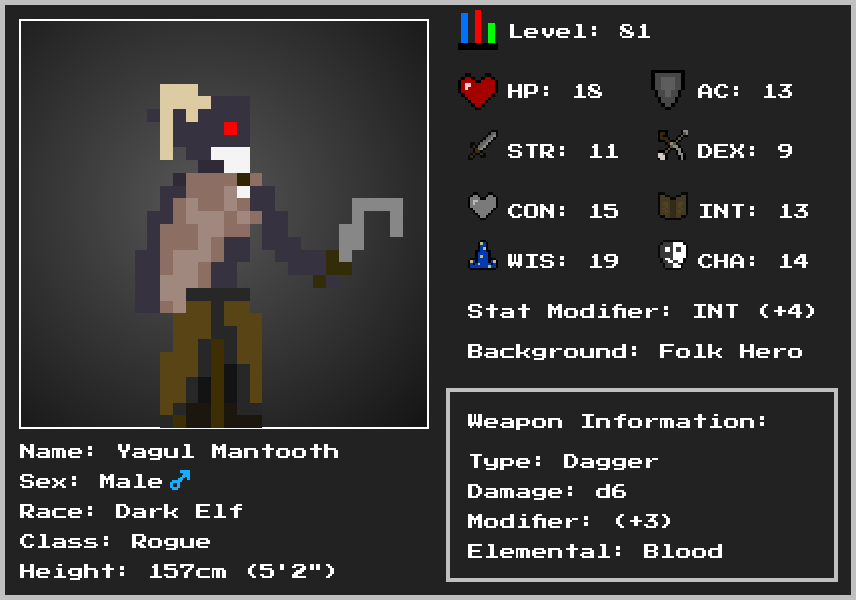 Level: 81
HP: 18
AC: 13
STR: 11
DEX: 9
CON: 15
INT: 13
WIS: 19
CHA: 14
Stat Modifier: INT (+4)
Background: Folk Hero
Weapon Information:
Type: Dagger
Damage: d6
Modifier: (+3)
Elemental: Blood
Name: Yagul Mantooth
Sex: Male ♂
Race: Dark Elf
Class: Rogue
Height: 157cm (5'2")